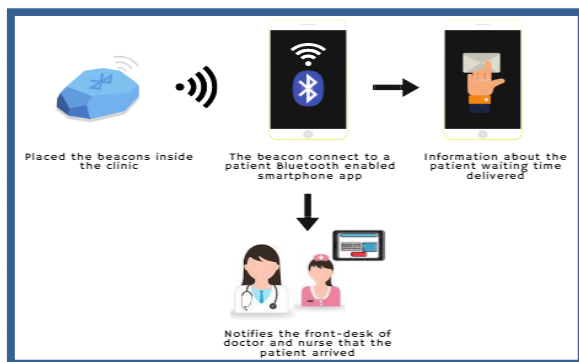 Placed the beacons inside
the clinic
The beacon connect to a
patient Bluetooth enabled
smartphone app
Information about the
patient waiting time
delivered
Notifies the front-desk of
doctor and nurse that the
patient arrived